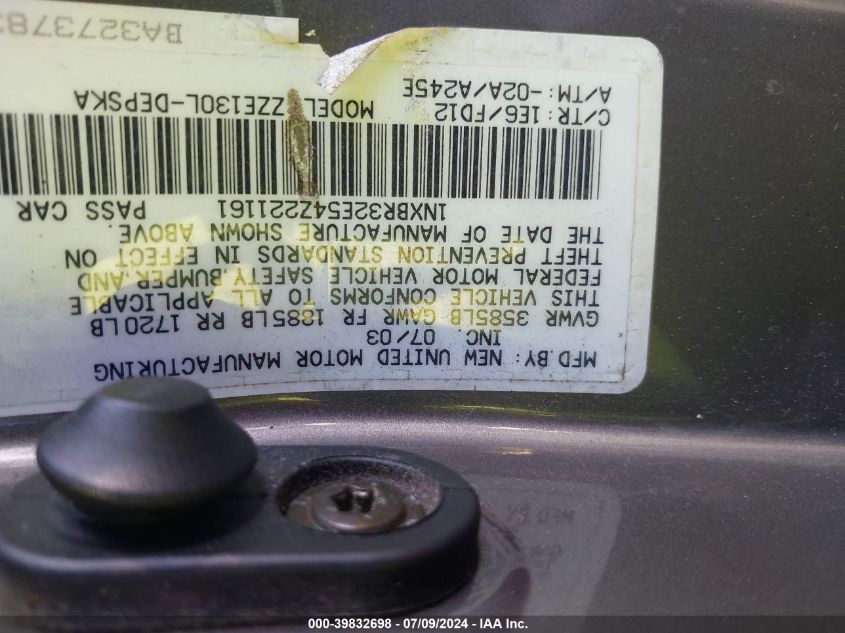 MFD.BY: NEW UNITED MOTOR MANUFACTURING
INC 07/03
GVWR 3585LB GAWR FR 1885LB RR 1720LB
THIS VEHICLE CONFORMS TO ALL APPLICABLE
FEDERAL MOTOR VEHICLE SAFETY BUMPER AND
THEFT PREVENTION STANDARDS IN EFFECT ON
THE DATE OF MANUFACTURE SHOWN ABOVE.
1NXBR32E54Z221161 PASS CAR
C/TR: 1E6/FD12 MODEL ZZE130L-DEPSKA
A/TM: -02A/A245E
BA327378
000-39832698 / 07/09/2024 - IAA Inc.